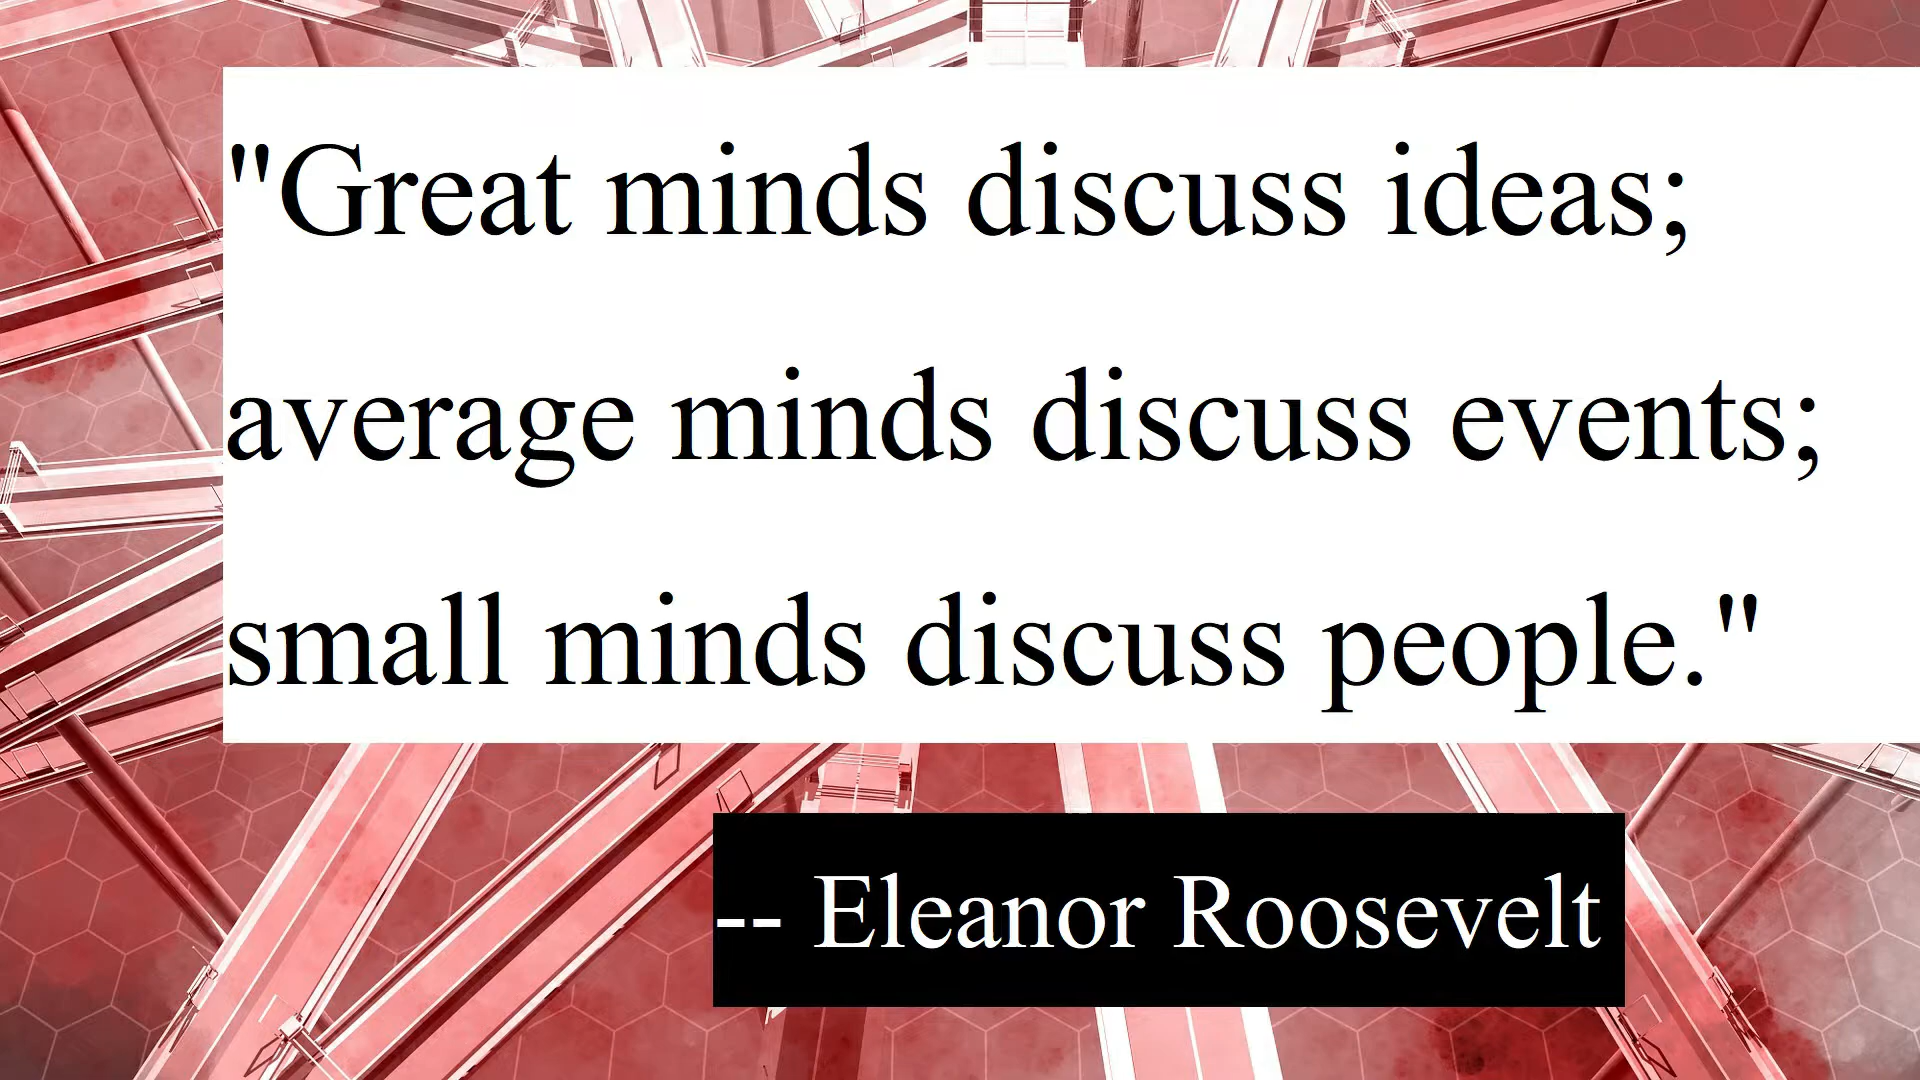 "Great minds discuss ideas;
average minds discuss events;
small minds discuss people."
-- Eleanor Roosevelt